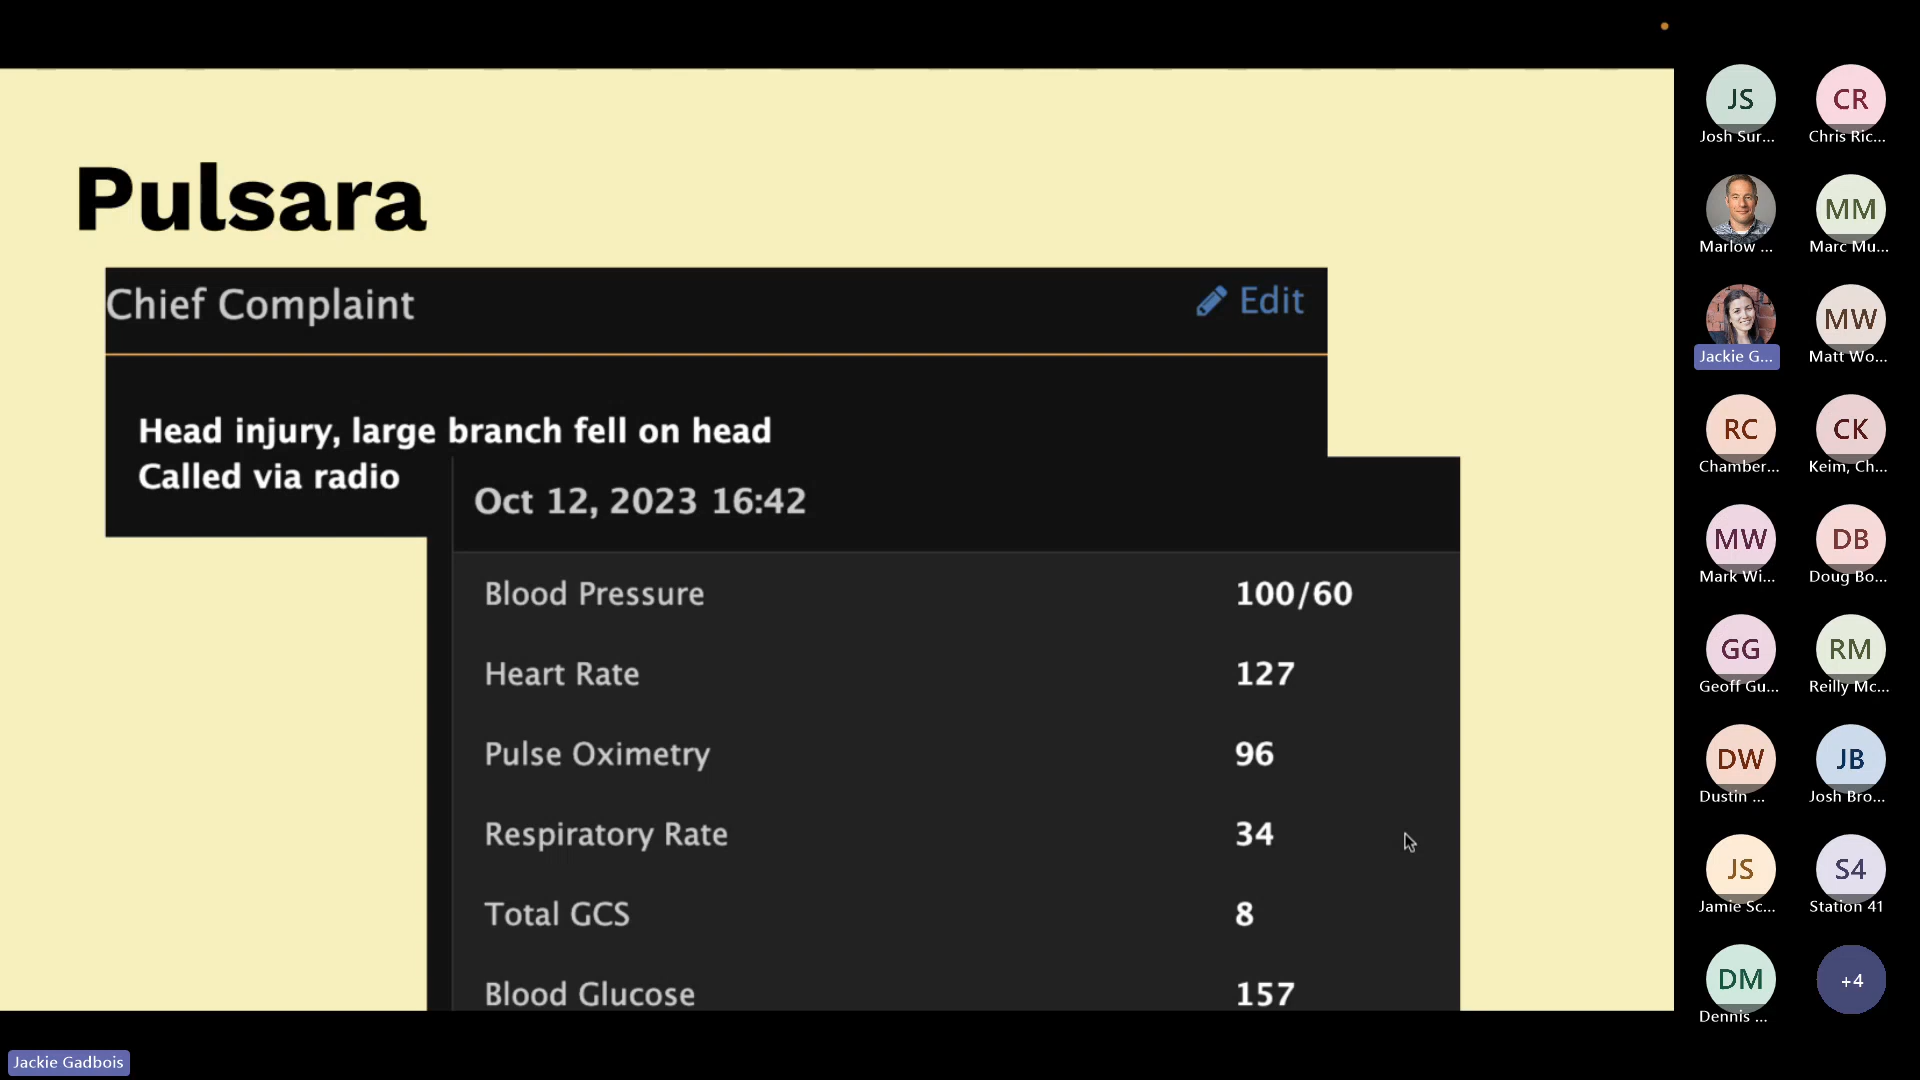 Pulsara
Chief Complaint
Edit
Head injury, large branch fell on head
Called via radio
Oct 12, 2023 16:42
Blood Pressure 100/60
Heart Rate 127
Pulse Oximetry 96
Respiratory Rate 34
Total GCS 8
Blood Glucose 157
JS CR
Josh Sur... Chris Ric...
MM
Marlow ... Marc Mu...
MW
Jackie G... Matt Wo...
RC CK
Chamber... Keim, Ch...
MW DB
Mark Wi... Doug Bo...
GG RM
Geoff Gu... Reilly Mc...
DW JB
Dustin ... Josh Bro...
JS S4
Jamie Sc... Station 41
DM +4
Dennis ...
Jackie Gadbois